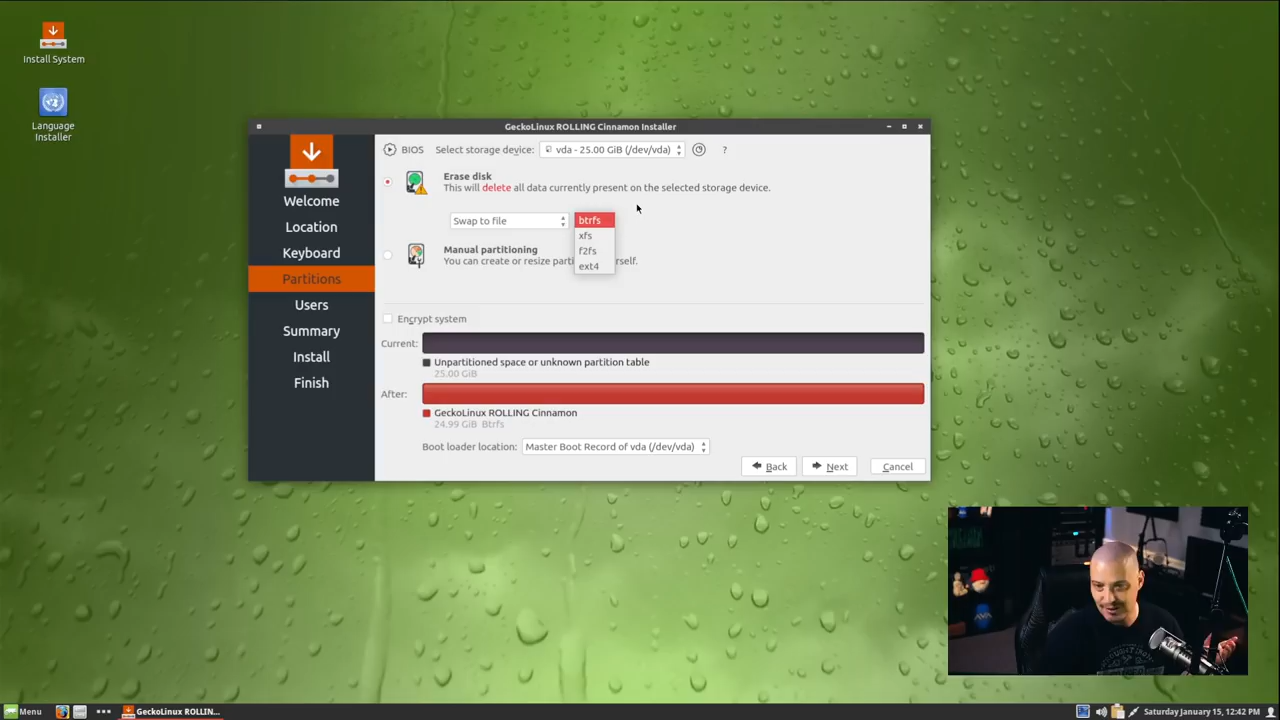 Install System
Language
Installer
GeckoLinux ROLLING Cinnamon Installer
BIOS
Select storage device:
vda - 25.00 GiB (/dev/vda)
?
Erase disk
This will delete all data currently present on the selected storage device.
Swap to file
btrfs
xfs
f2fs
ext4
Manual partitioning
You can create or resize parti
urself.
Welcome
Location
Keyboard
Partitions
Users
Summary
Install
Finish
Encrypt system
Current:
Unpartitioned space or unknown partition table
25.00 GiB
After:
GeckoLinux ROLLING Cinnamon
24.99 GiB Btrfs
Boot loader location:
Master Boot Record of vda (/dev/vda)
Back
Next
Cancel
Menu
GeckoLinux ROLLIN...
Saturday January 15, 12:42 PM